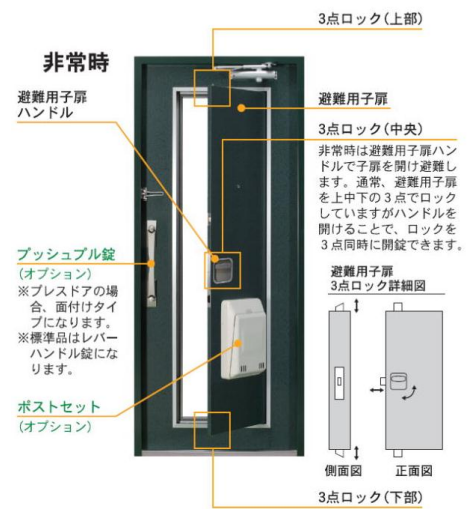 3点ロック(上部)
非常時
避難用子扉
ハンドル
避難用子扉
3点ロック(中央)
非常時は避難用子扉ハン
ドルで子扉を開け避難し
ます。通常、避難用子扉
を上中下の3点でロック
していますがハンドルを
開けることで、ロックを
3点同時に開錠できます。
プッシュプル錠
(オプション)
※プレスドアの場
合、面付けタイ
プになります。
※標準品はレバー
ハンドル錠にな
ります。
ポストセット
(オプション)
避難用子扉
3点ロック詳細図
側面図
正面図
3点ロック(下部)